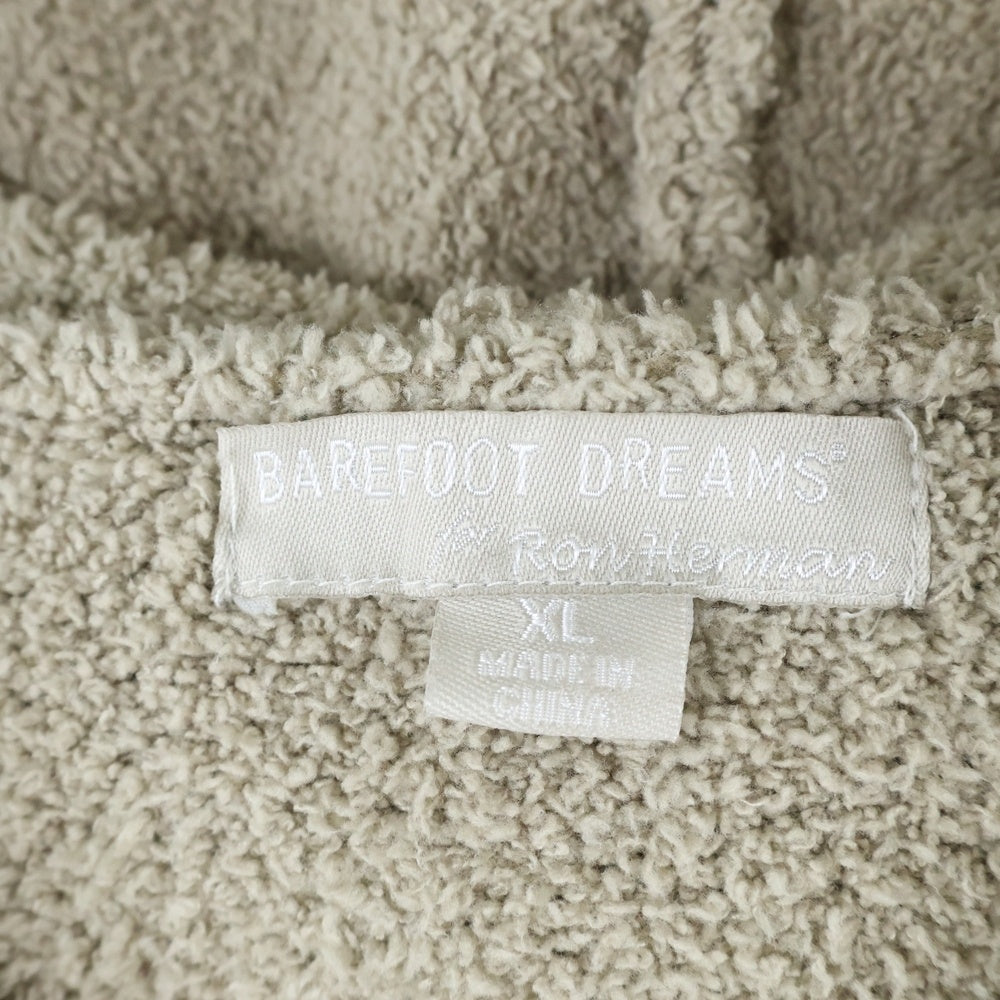 BAREFOOT DREAMS®
for Ron Herman
XL
MADE IN
CHINA